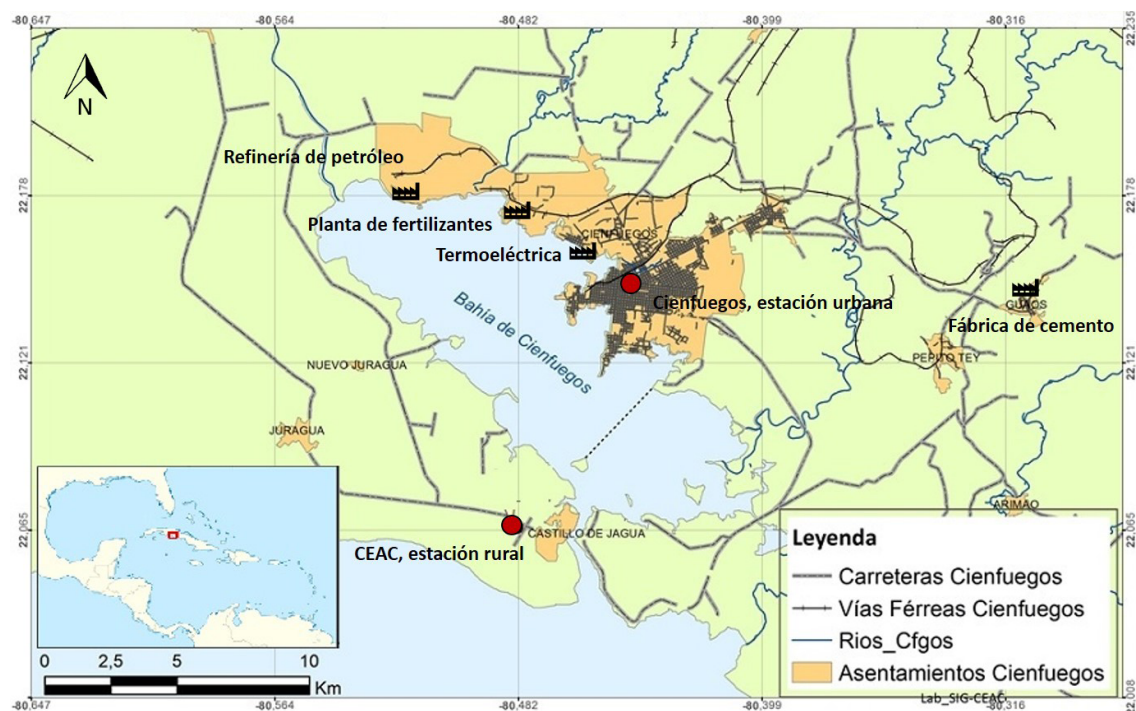 -80,647
-80,564
-80,482
-80,399
-80,316
22,235
N
Refinería de petróleo
22,178
22,178
Planta de fertilizantes
CIENFUEGOS
Termoeléctrica
Cienfuegos, estación urbana
GUAOS
Fábrica de cemento
Bahía de Cienfuegos
22,121
22,121
NUEVO JURAGUA
PEPITO TEY
JURAGUA
ARIMAO
22,065
22,065
CASTILLO DE JAGUA
CEAC, estación rural
Leyenda
Carreteras Cienfuegos
Vías Férreas Cienfuegos
Rios_Cfgos
Asentamientos Cienfuegos
Lab_SIG-CEAC
0 2,5 5 10
Km
22,008
-80,647
-80,564
-80,482
-80,399
-80,316